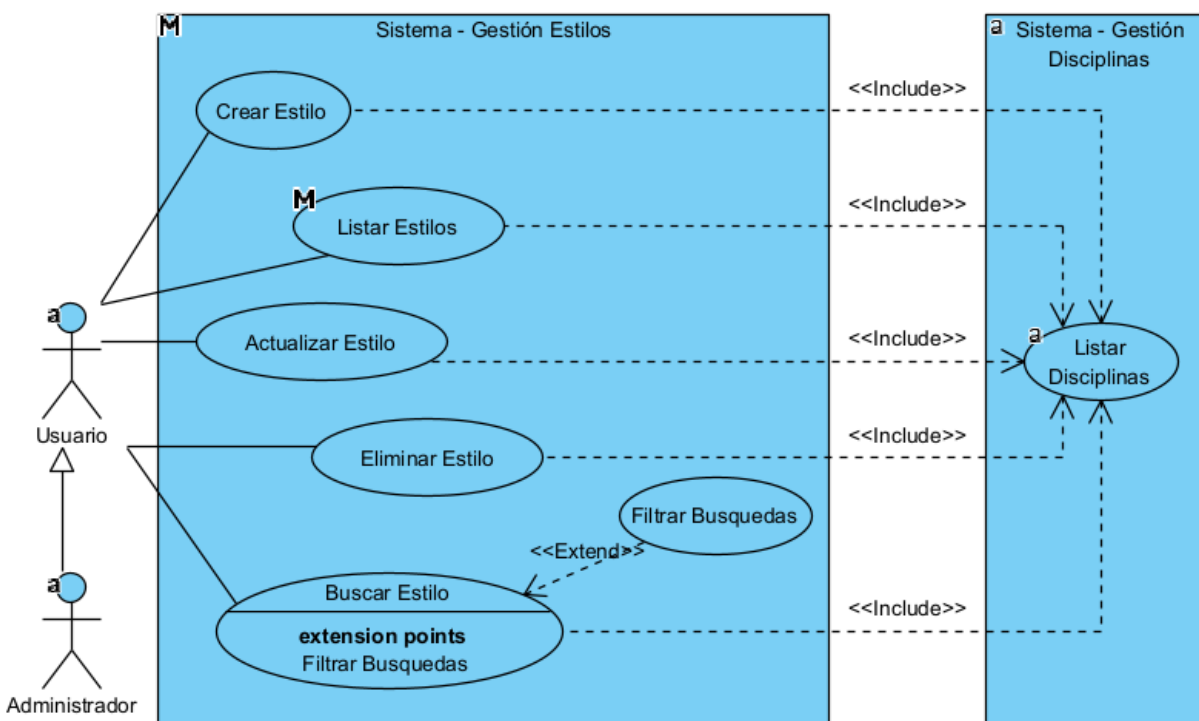 M
Sistema - Gestión Estilos
a
Sistema - Gestión
Disciplinas
Crear Estilo
<<Include>>
M
Listar Estilos
<<Include>>
a
Usuario
Actualizar Estilo
<<Include>>
a
Listar
Disciplinas
Eliminar Estilo
<<Include>>
Filtrar Busquedas
<<Extend>>
Buscar Estilo
extension points
Filtrar Busquedas
<<Include>>
a
Administrador